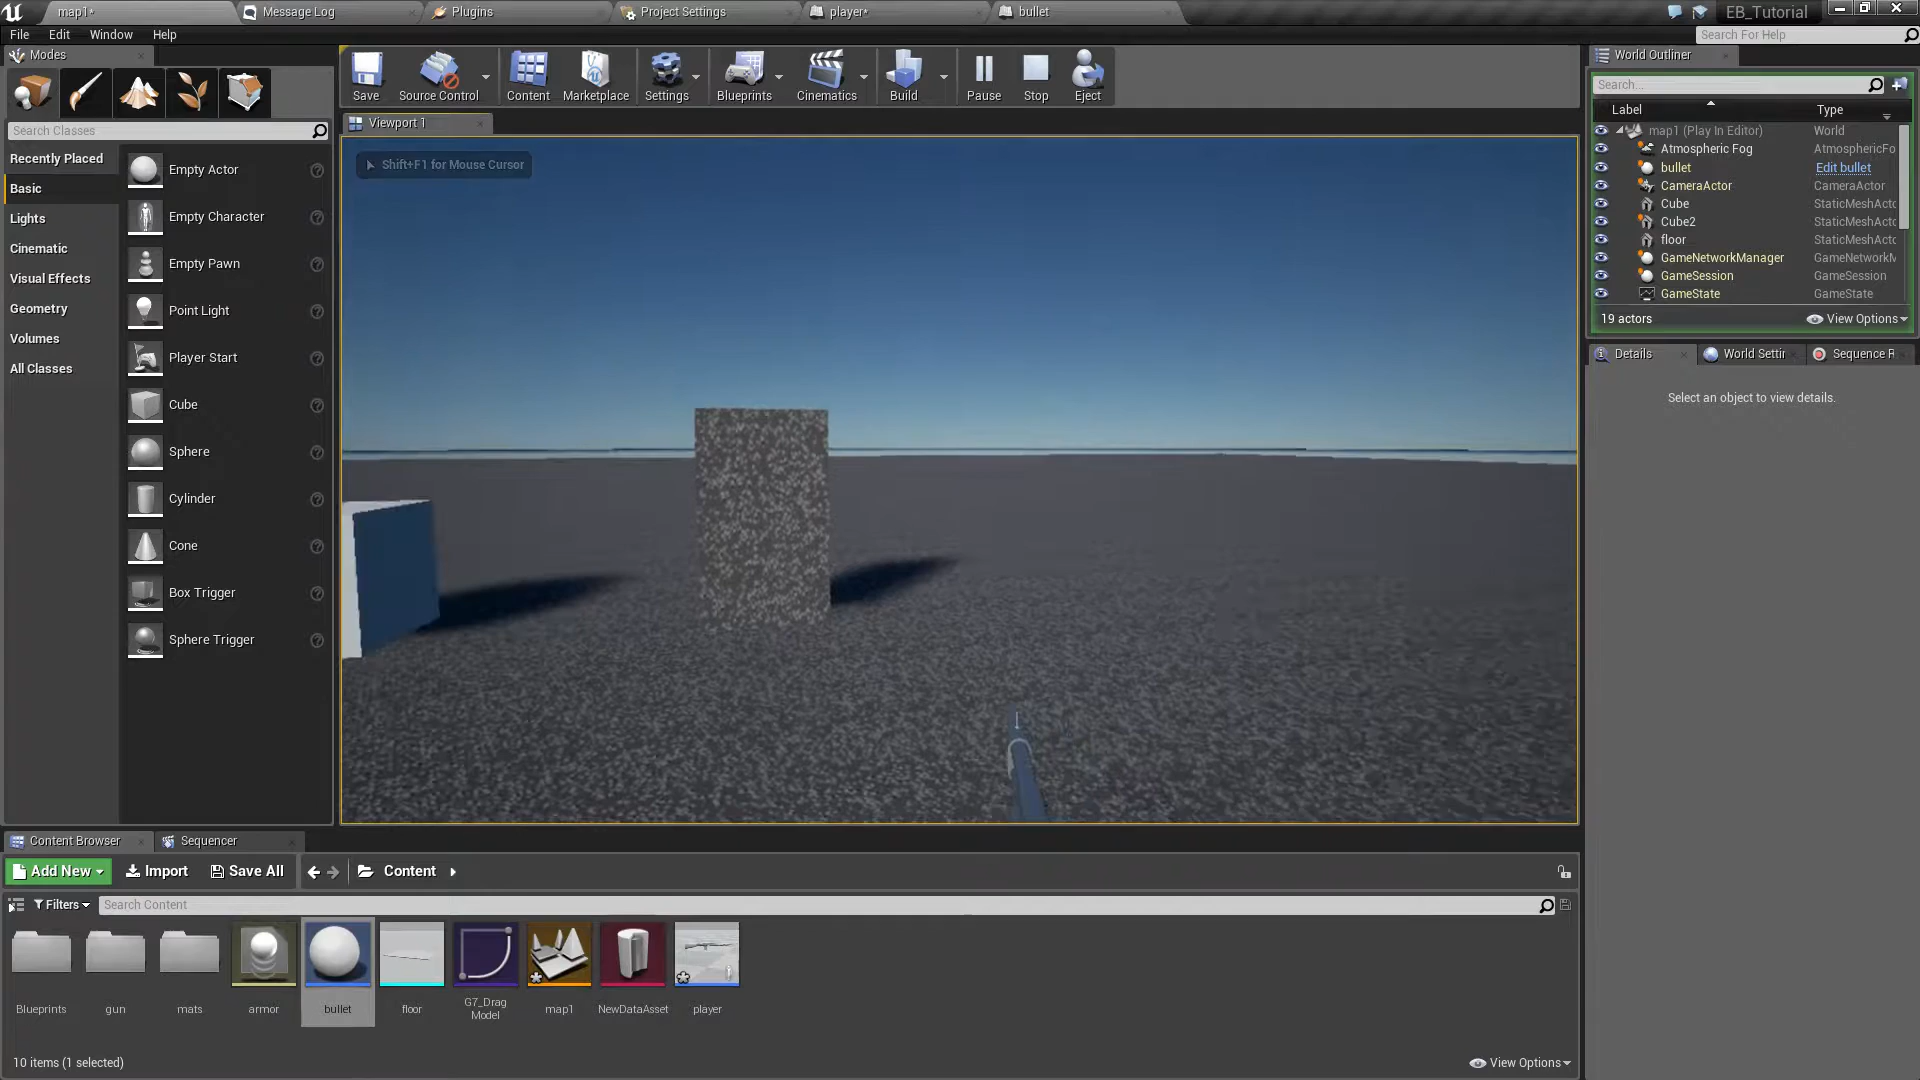 map1*
Message Log
Plugins
Project Settings
player*
bullet
EB_Tutorial
File
Edit
Window
Help
Search For Help
Modes
Save
Source Control
Content
Marketplace
Settings
Blueprints
Cinematics
Build
Pause
Stop
Eject
World Outliner
Search...
Label
Type
Search Classes
Viewport 1
Shift+F1 for Mouse Cursor
Recently Placed
Basic
Lights
Cinematic
Visual Effects
Geometry
Volumes
All Classes
Empty Actor
Empty Character
Empty Pawn
Point Light
Player Start
Cube
Sphere
Cylinder
Cone
Box Trigger
Sphere Trigger
map1 (Play In Editor)
World
Atmospheric Fog
AtmosphericFo
bullet
Edit bullet
CameraActor
CameraActor
Cube
StaticMeshActo
Cube2
StaticMeshActo
floor
StaticMeshActo
GameNetworkManager
GameNetworkM
GameSession
GameSession
GameState
GameState
19 actors
View Options
Details
World Settir
Sequence R
Select an object to view details.
Content Browser
Sequencer
Add New
Import
Save All
Content
Filters
Search Content
Blueprints
gun
mats
armor
bullet
floor
G7_Drag
Model
map1
NewDataAsset
player
10 items (1 selected)
View Options